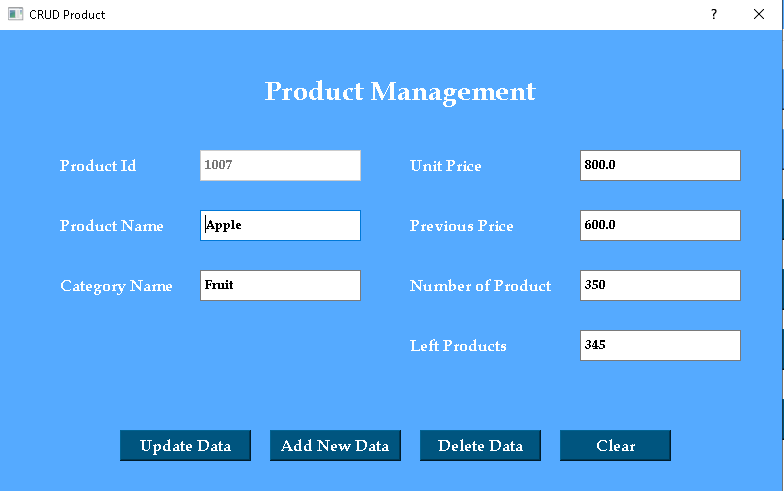 CRUD Product
?
Product Management
Product Id 1007 Unit Price 800.0
Product Name Apple Previous Price 600.0
Category Name Fruit Number of Product 350
Left Products 345
Update Data Add New Data Delete Data Clear